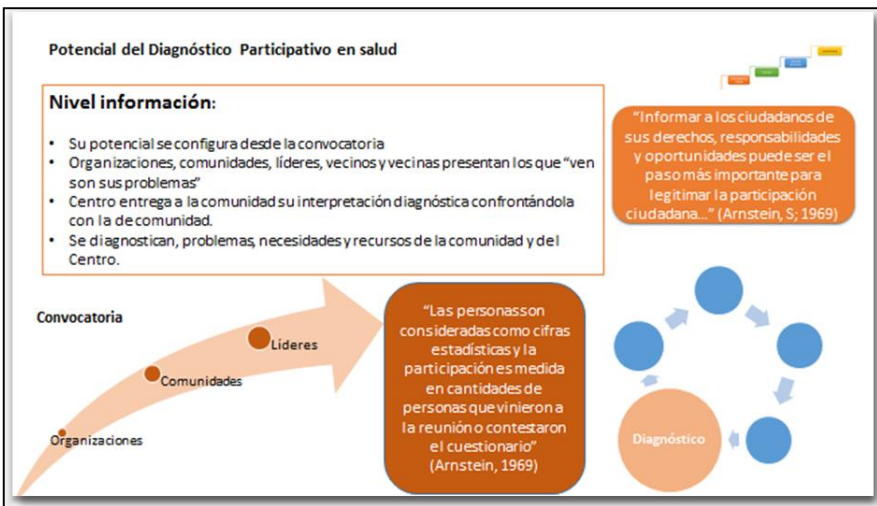 Potencial del Diagnóstico Participativo en salud
Nivel información:
• Su potencial se configura desde la convocatoria
• Organizaciones, comunidades, líderes, vecinos y vecinas presentan los que “ven
son sus problemas”
• Centro entrega a la comunidad su interpretación diagnóstica confrontándola
con la de comunidad.
• Se diagnostican, problemas, necesidades y recursos de la comunidad y del
Centro.
“Informar a los ciudadanos de
sus derechos, responsabilidades
y oportunidades puede ser el
paso más importante para
legitimar la participación
ciudadana...” (Arnstein, S; 1969)
Convocatoria
Líderes
Comunidades
Organizaciones
“Las personas son
consideradas como cifras
estadísticas y la
participación es medida
en cantidades de
personas que vinieron a
la reunión o contestaron
el cuestionario”
(Arnstein, 1969)
Diagnóstico